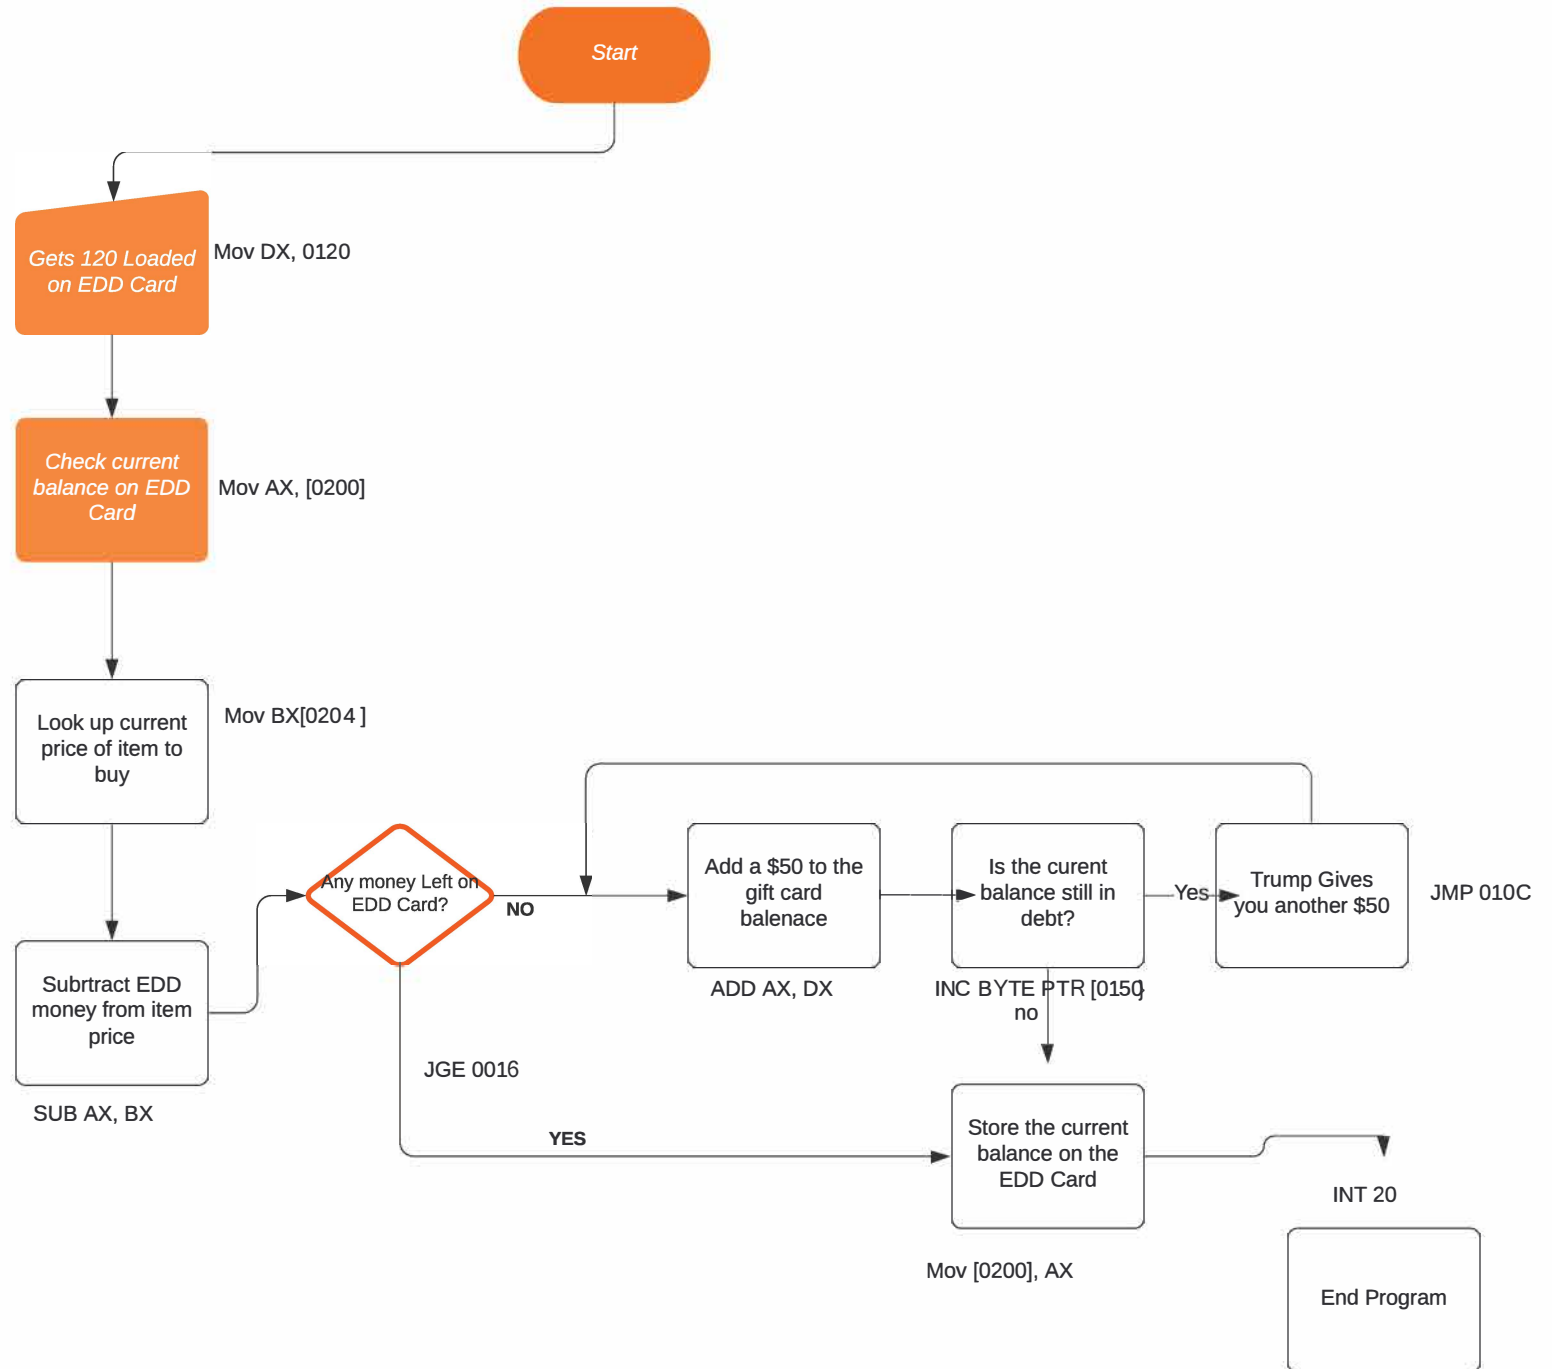 Start
Gets 120 Loaded
on EDD Card
Mov DX, 0120
Check current
balance on EDD
Card
Mov AX, [0200]
Look up current
price of item to
buy
Mov BX[0204 ]
Subrtract EDD
money from item
price
SUB AX, BX
Any money Left on
EDD Card?
NO
Add a $50 to the
gift card
balenace
ADD AX, DX
Is the curent
balance still in
debt?
INC BYTE PTR [0150}
no
Yes
Trump Gives
you another $50
JMP 010C
JGE 0016
YES
Store the current
balance on the
EDD Card
Mov [0200], AX
INT 20
End Program